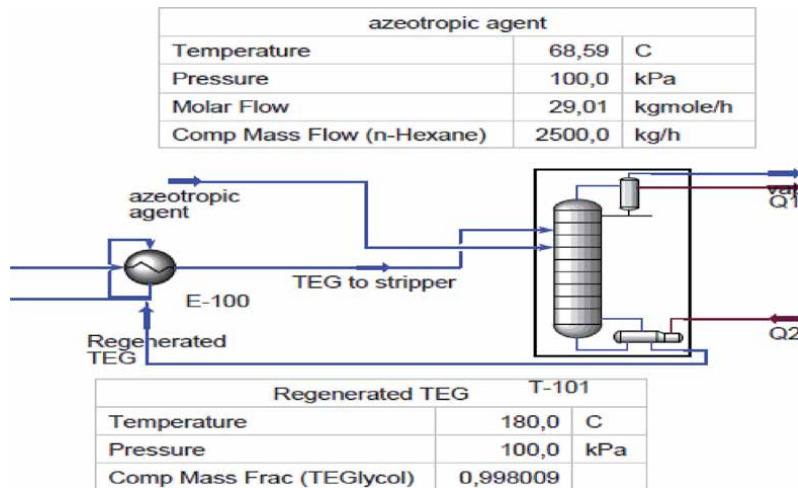 azeotropic agent
Temperature 68,59 C
Pressure 100,0 kPa
Molar Flow 29,01 kgmole/h
Comp Mass Flow (n-Hexane) 2500,0 kg/h
azeotropic
agent
Q1
TEG to stripper
E-100
Regenerated
TEG
Q2
T-101
Regenerated TEG
Temperature 180,0 C
Pressure 100,0 kPa
Comp Mass Frac (TEGlycol) 0,998009